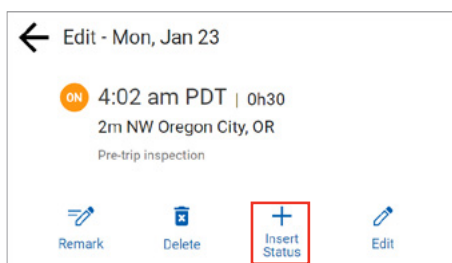 Edit - Mon, Jan 23
ON 4:02 am PDT | 0h30
2m NW Oregon City, OR
Pre-trip inspection
Remark Delete Insert Status Edit